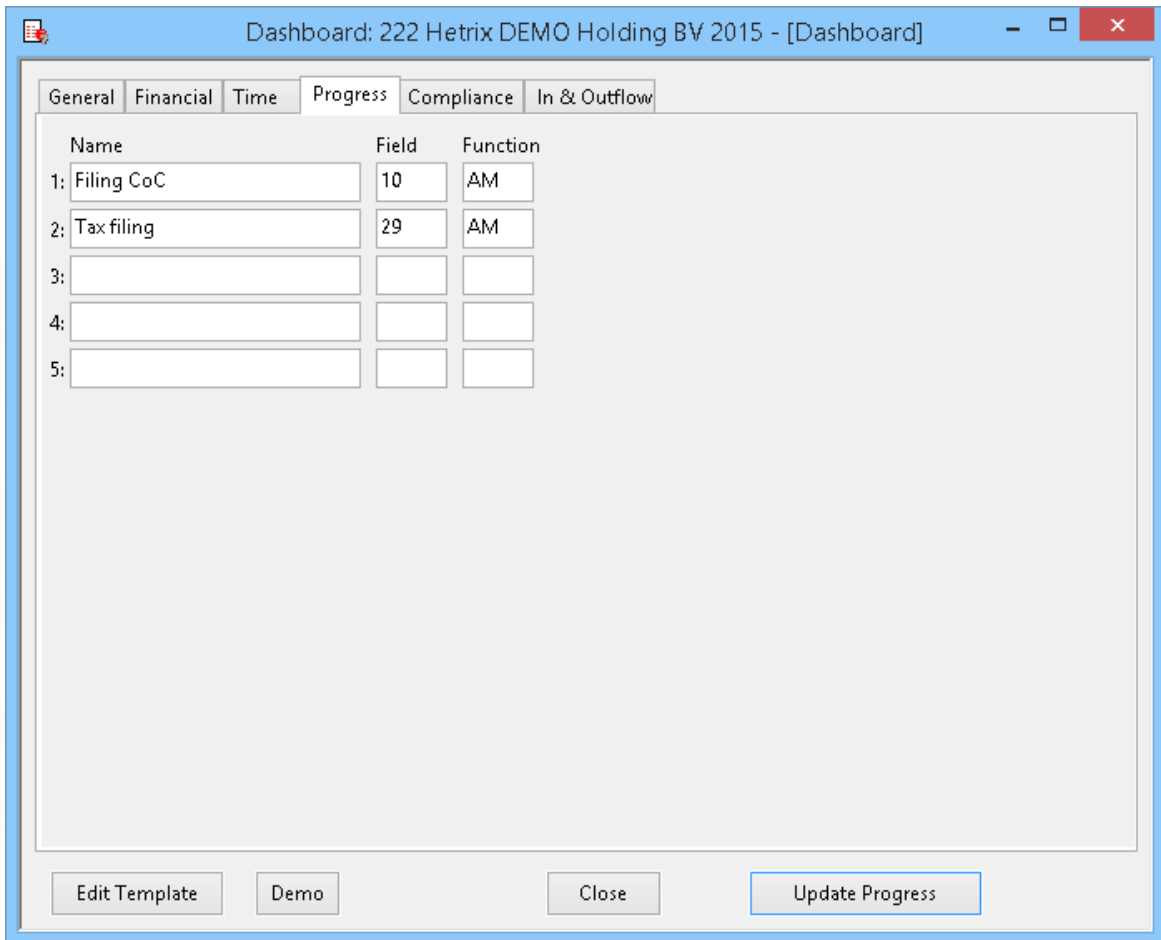 Dashboard: 222 Hetrix DEMO Holding BV 2015 - [Dashboard]
General Financial Time Progress Compliance In & Outflow
Name Field Function
1: Filing CoC 10 AM
2: Tax filing 29 AM
3:
4:
5:
Edit Template Demo Close Update Progress